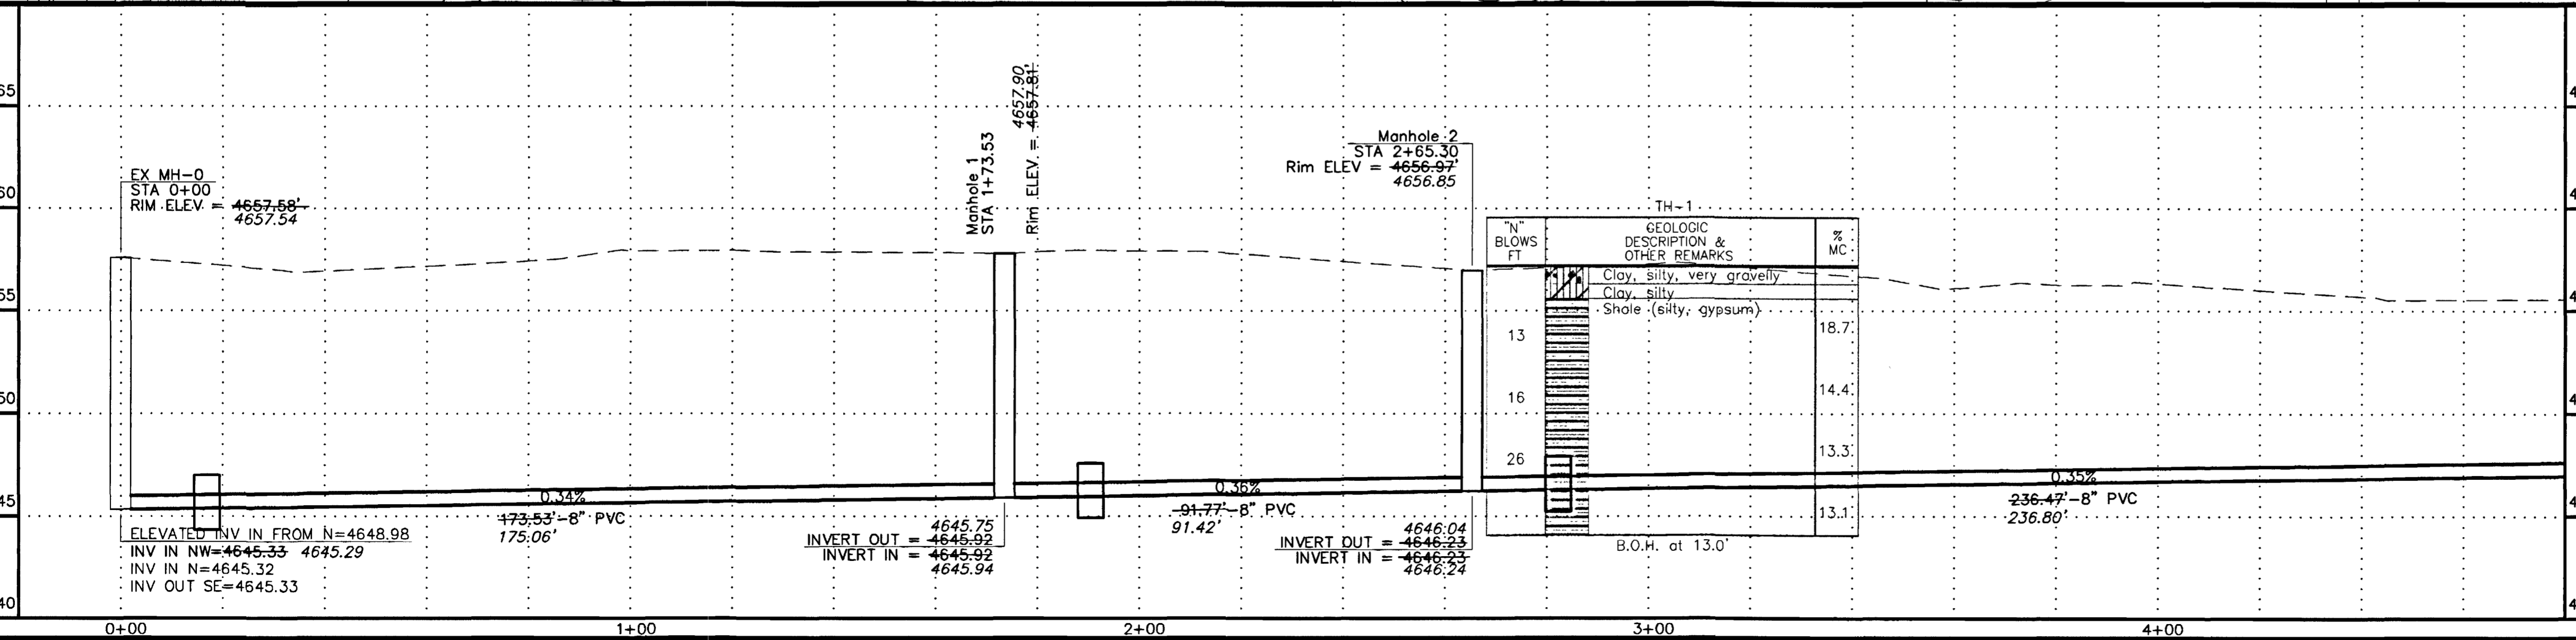 EX MH-0
STA 0+00
RIM ELEV = 4657.58'
4657.54
Manhole 1
STA 1+73.53
4657.90'
Rim ELEV = 4657.81'
Manhole 2
STA 2+65.30
Rim ELEV = 4656.97'
4656.85
TH-1
"N"
BLOWS
FT
GEOLOGIC
DESCRIPTION &
OTHER REMARKS
%
MC
Clay, silty, very gravelly
Clay, silty
Shole (silty, gypsum)
13
18.7
16
14.4
26
13.3
13.1
B.O.H. at 13.0'
0.34%
173.53'-8" PVC
175.06'
0.36%
91.77'-8" PVC
91.42'
0.35%
236.47'-8" PVC
236.80'
ELEVATED INV IN FROM N=4648.98
INV IN NW=4645.33 4645.29
INV IN N=4645.32
INV OUT SE=4645.33
4645.75
INVERT OUT = 4645.92
INVERT IN = 4645.92
4645.94
4646.04
INVERT OUT = 4646.23
INVERT IN = 4646.23
4646.24
65
60
55
50
45
40
0+00
1+00
2+00
3+00
4+00